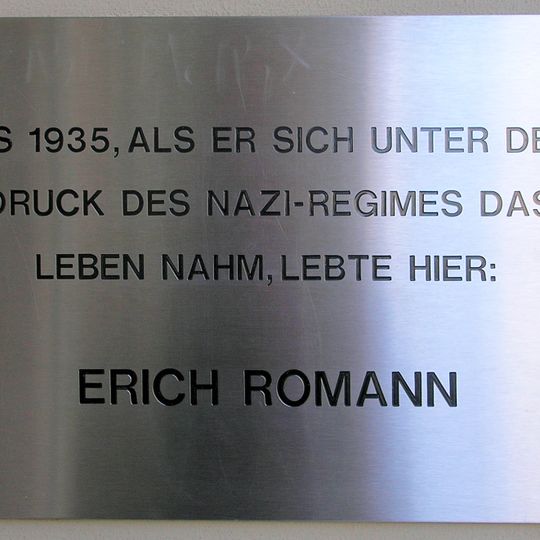 S 1935, ALS ER SICH UNTER DE
DRUCK DES NAZI-REGIMES DAS
LEBEN NAHM, LEBTE HIER:
ERICH ROMANN